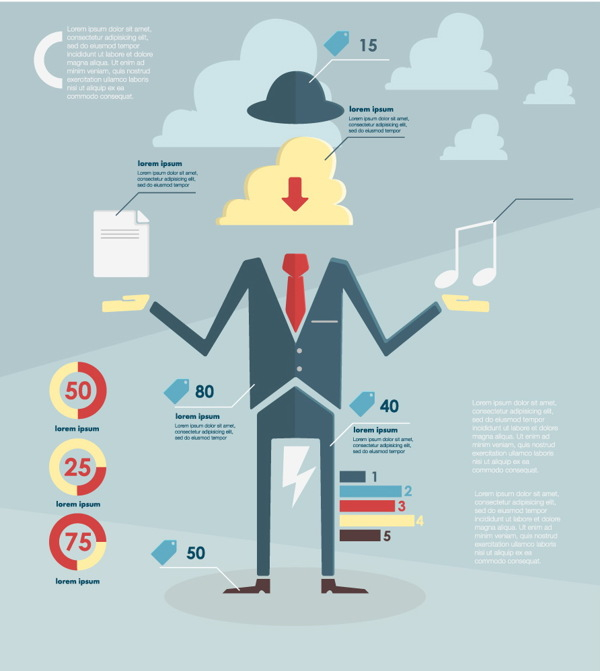 Lorem ipsum dolor sit amet,
consectetur adipisicing elit,
sed do eiusmod tempor
incididunt ut labore et dolore
magna aliqua. Ut enim ad
minim veniam, quis nostrud
exercitation ullamco laboris
nisi ut aliquip ex ea
commodo consequat.
15
lorem ipsum
Lorem ipsum dolor sit amet,
consectetur adipisicing elit,
sed do eiusmod tempor
lorem ipsum
Lorem ipsum dolor sit amet,
consectetur adipisicing elit,
sed do eiusmod tempor
50
lorem ipsum
25
lorem ipsum
75
lorem ipsum
80
lorem ipsum
Lorem ipsum dolor sit amet,
consectetur adipisicing elit,
sed do eiusmod tempor
40
lorem ipsum
Lorem ipsum dolor sit amet,
consectetur adipisicing elit,
sed do eiusmod tempor
1
2
3
4
5
50
Lorem ipsum dolor sit amet,
consectetur adipisicing elit,
sed do eiusmod tempor
incididunt ut labore et dolore
magna aliqua. Ut enim ad
minim veniam, quis nostrud
exercitation ullamco laboris
nisi ut aliquip ex ea
commodo consequat.
Lorem ipsum dolor sit amet,
consectetur adipisicing elit,
sed do eiusmod tempor
incididunt ut labore et dolore
magna aliqua. Ut enim ad
minim veniam, quis nostrud
exercitation ullamco laboris
nisi ut aliquip ex ea
commodo consequat.